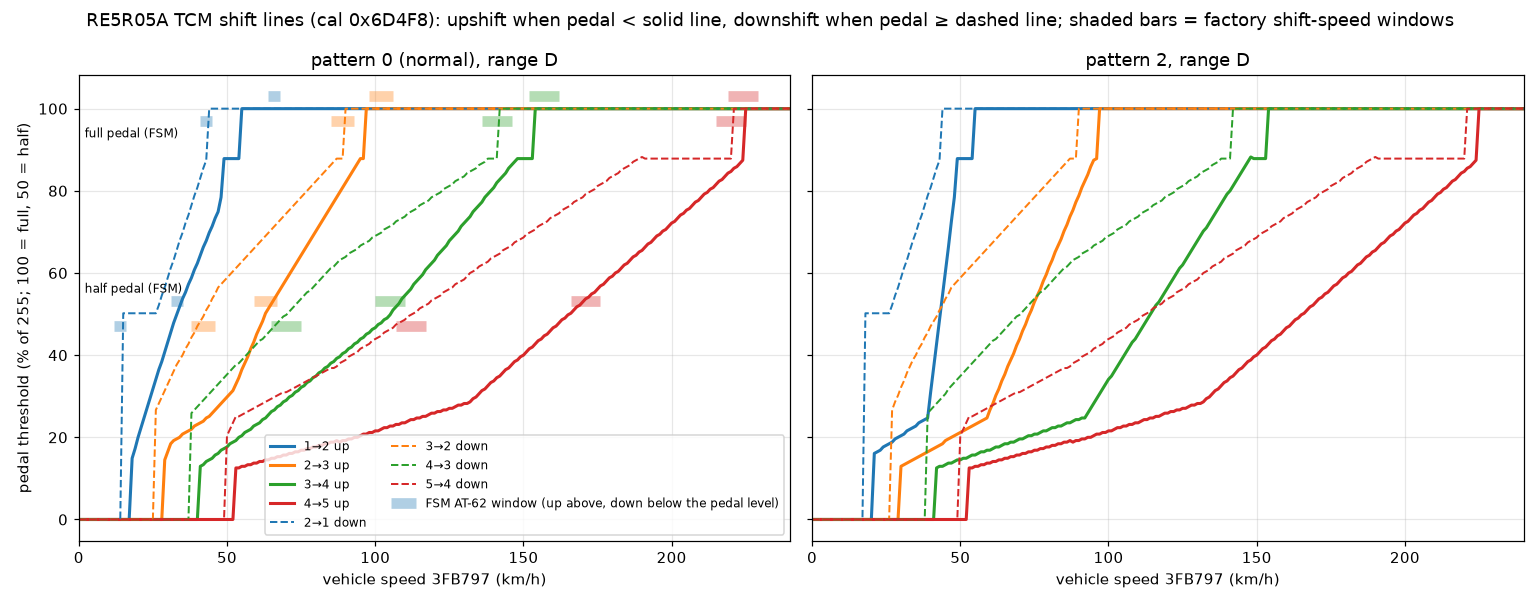 RE5R05A TCM shift lines (cal 0x6D4F8): upshift when pedal < solid line, downshift when pedal ≥ dashed line; shaded bars = factory shift-speed windows
pattern 0 (normal), range D
pedal threshold (% of 255; 100 = full, 50 = half)
100
80
60
40
20
0
full pedal (FSM)
half pedal (FSM)
1→2 up
2→3 up
3→4 up
4→5 up
2→1 down
3→2 down
4→3 down
5→4 down
FSM AT-62 window (up above, down below the pedal level)
0
50
100
150
200
vehicle speed 3FB797 (km/h)
pattern 2, range D
0
50
100
150
200
vehicle speed 3FB797 (km/h)